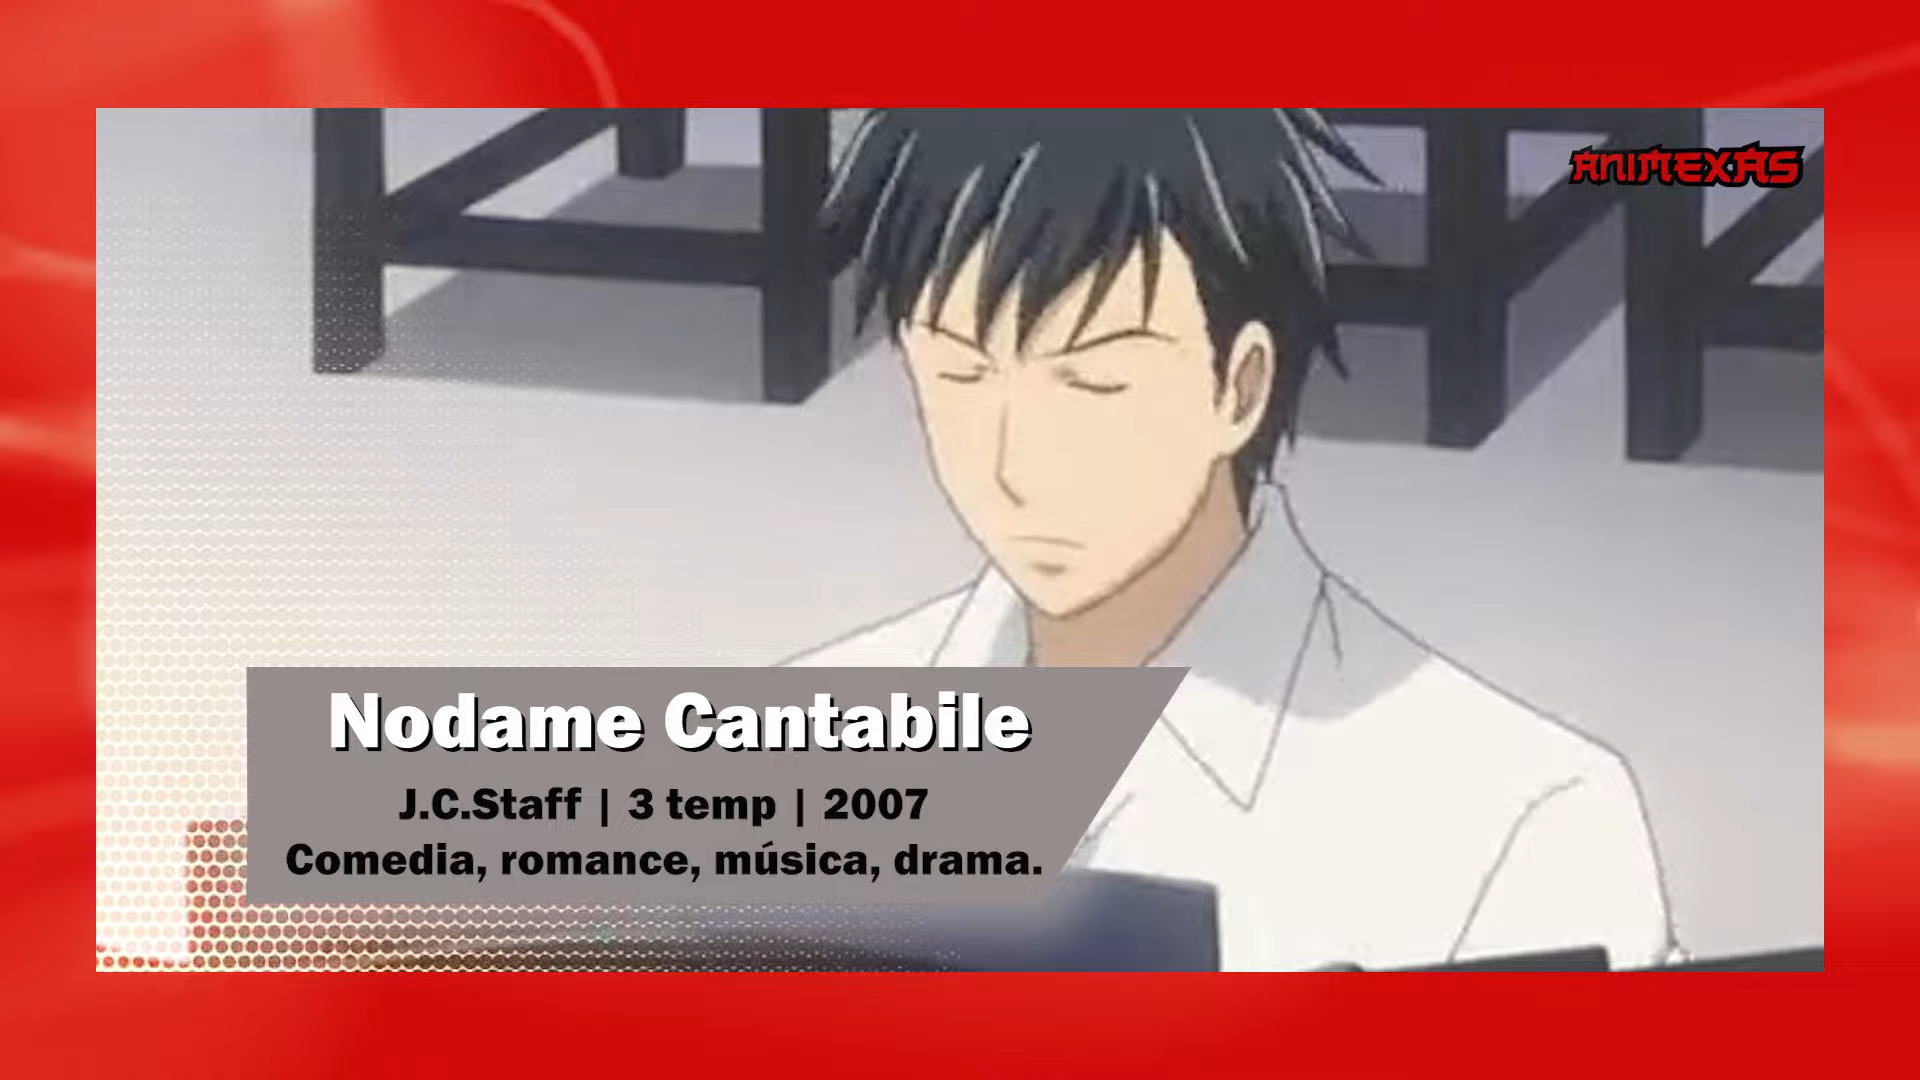 ANIMEXAS
Nodame Cantabile
J.C.Staff | 3 temp | 2007
Comedia, romance, música, drama.